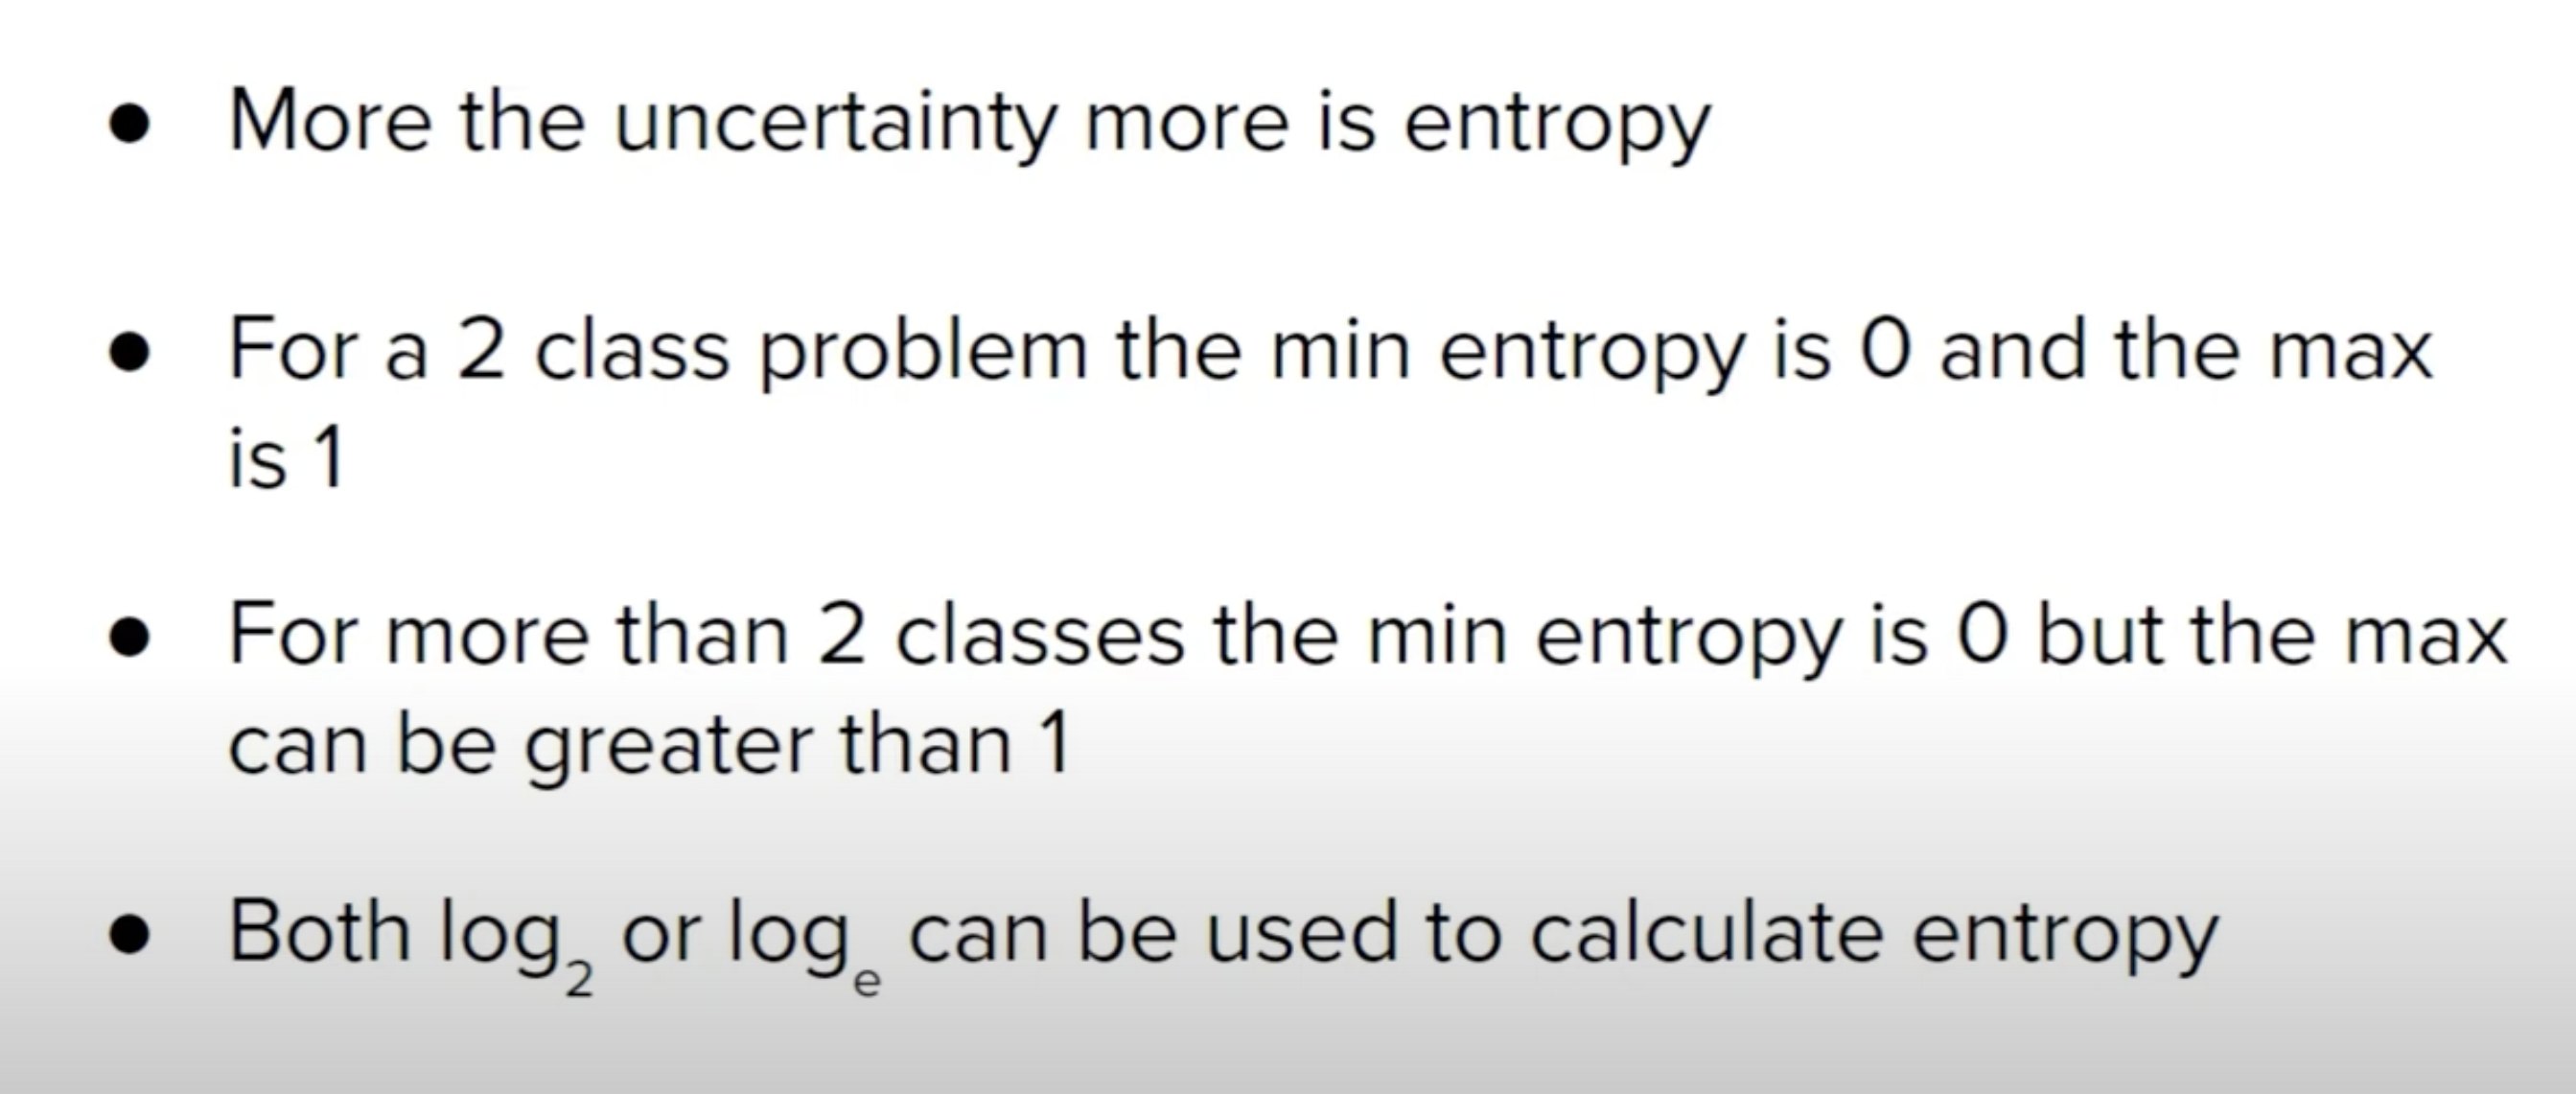 ● More the uncertainty more is entropy
● For a 2 class problem the min entropy is 0 and the max
is 1
● For more than 2 classes the min entropy is 0 but the max
can be greater than 1
● Both log₂ or logₑ can be used to calculate entropy